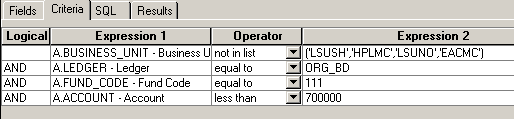 Fields Criteria SQL Results
Logical Expression 1 Operator Expression 2
A.BUSINESS_UNIT - Business U not in list ('LSUSH','HPLMC','LSUNO','EACMC')
AND A.LEDGER - Ledger equal to ORG_BD
AND A.FUND_CODE - Fund Code equal to 111
AND A.ACCOUNT - Account less than 700000